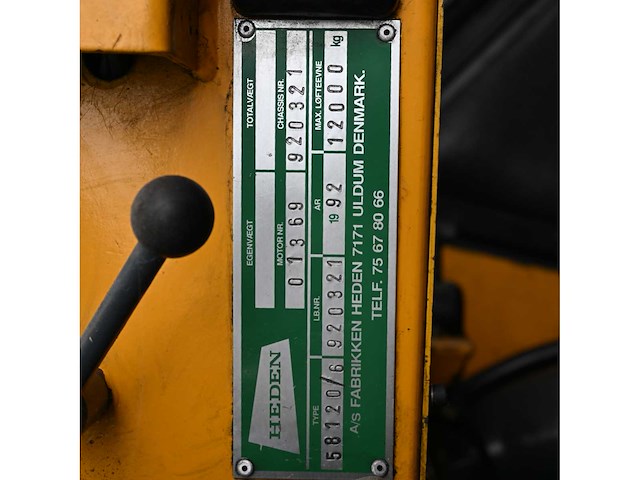 HEDEN
EGENVÆGT TOTALVÆGT
MOTOR NR. 01369 CHASSIS NR. 920321
TYPE 58120/6 LB.NR. 920321 ÅR 1992 MAX. LØFTEEVNE 12000 kg
A/S FABRIKKEN HEDEN 7171 ULDUM DENMARK.
TELF. 75 67 80 66